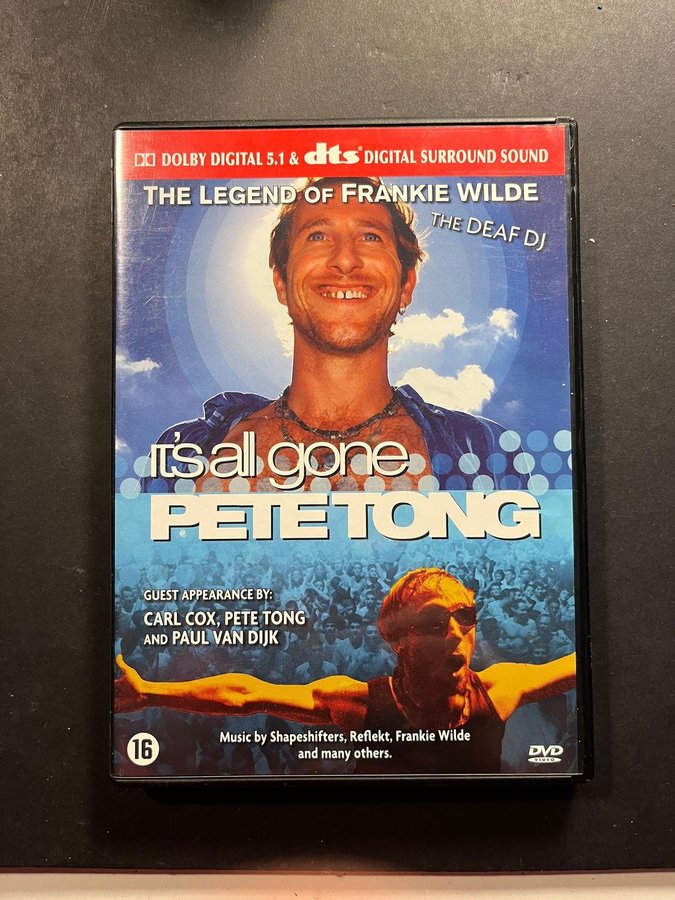 DOLBY DIGITAL 5.1 & dts DIGITAL SURROUND SOUND
THE LEGEND OF FRANKIE WILDE
THE DEAF DJ
it's all gone
PETE TONG
GUEST APPEARANCE BY:
CARL COX, PETE TONG
AND PAUL VAN DIJK
Music by Shapeshifters, Reflekt, Frankie Wilde
and many others.
16
DVD
VIDEO